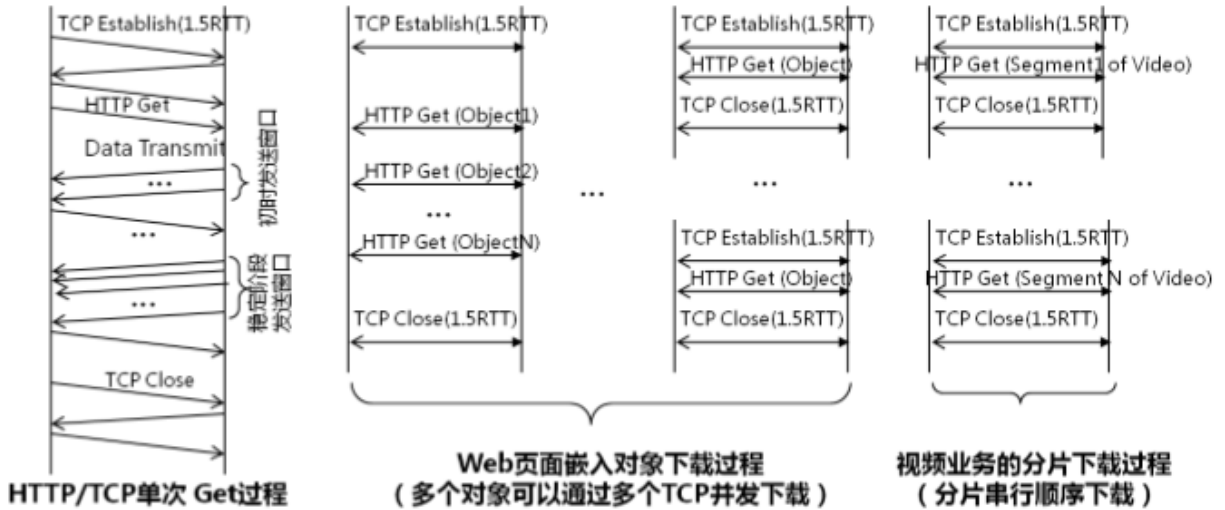 TCP Establish(1.5RTT)
HTTP Get
Data Transmit
...
初时发送窗口
...
...
稳定阶段
发送窗口
TCP Close
HTTP/TCP单次 Get过程
TCP Establish(1.5RTT)
HTTP Get (Object1)
HTTP Get (Object2)
...
HTTP Get (ObjectN)
TCP Close(1.5RTT)
...
TCP Establish(1.5RTT)
HTTP Get (Object)
TCP Close(1.5RTT)
...
TCP Establish(1.5RTT)
HTTP Get (Object)
TCP Close(1.5RTT)
Web页面嵌入对象下载过程
（多个对象可以通过多个TCP并发下载）
TCP Establish(1.5RTT)
HTTP Get (Segment1 of Video)
TCP Close(1.5RTT)
...
TCP Establish(1.5RTT)
HTTP Get (Segment N of Video)
TCP Close(1.5RTT)
视频业务的分片下载过程
（分片串行顺序下载）